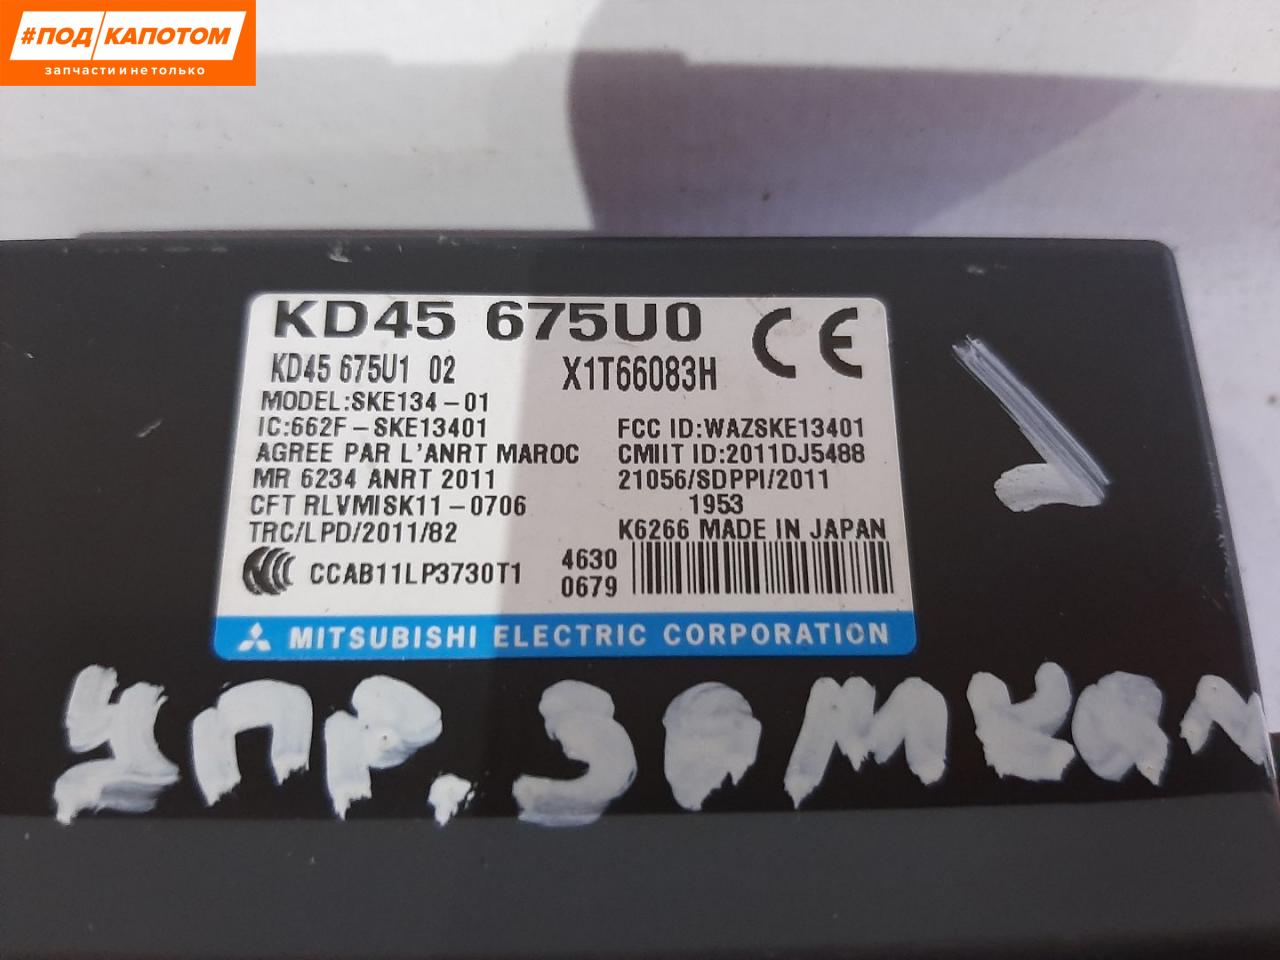 #ПОД/КАПОТОМ
ЗАПЧАСТИ И НЕ ТОЛЬКО
KD45 675U0
KD45 675U1 02 X1T66083H
MODEL:SKE134-01
IC:662F-SKE13401 FCC ID:WAZSKE13401
AGREE PAR L'ANRT MAROC CMIIT ID:2011DJ5488
MR 6234 ANRT 2011 21056/SDPPI/2011
CFT RLVMISK11-0706 1953
TRC/LPD/2011/82 K6266 MADE IN JAPAN
CCAB11LP3730T1 4630
0679
MITSUBISHI ELECTRIC CORPORATION
УПР. ЗАМКАМ